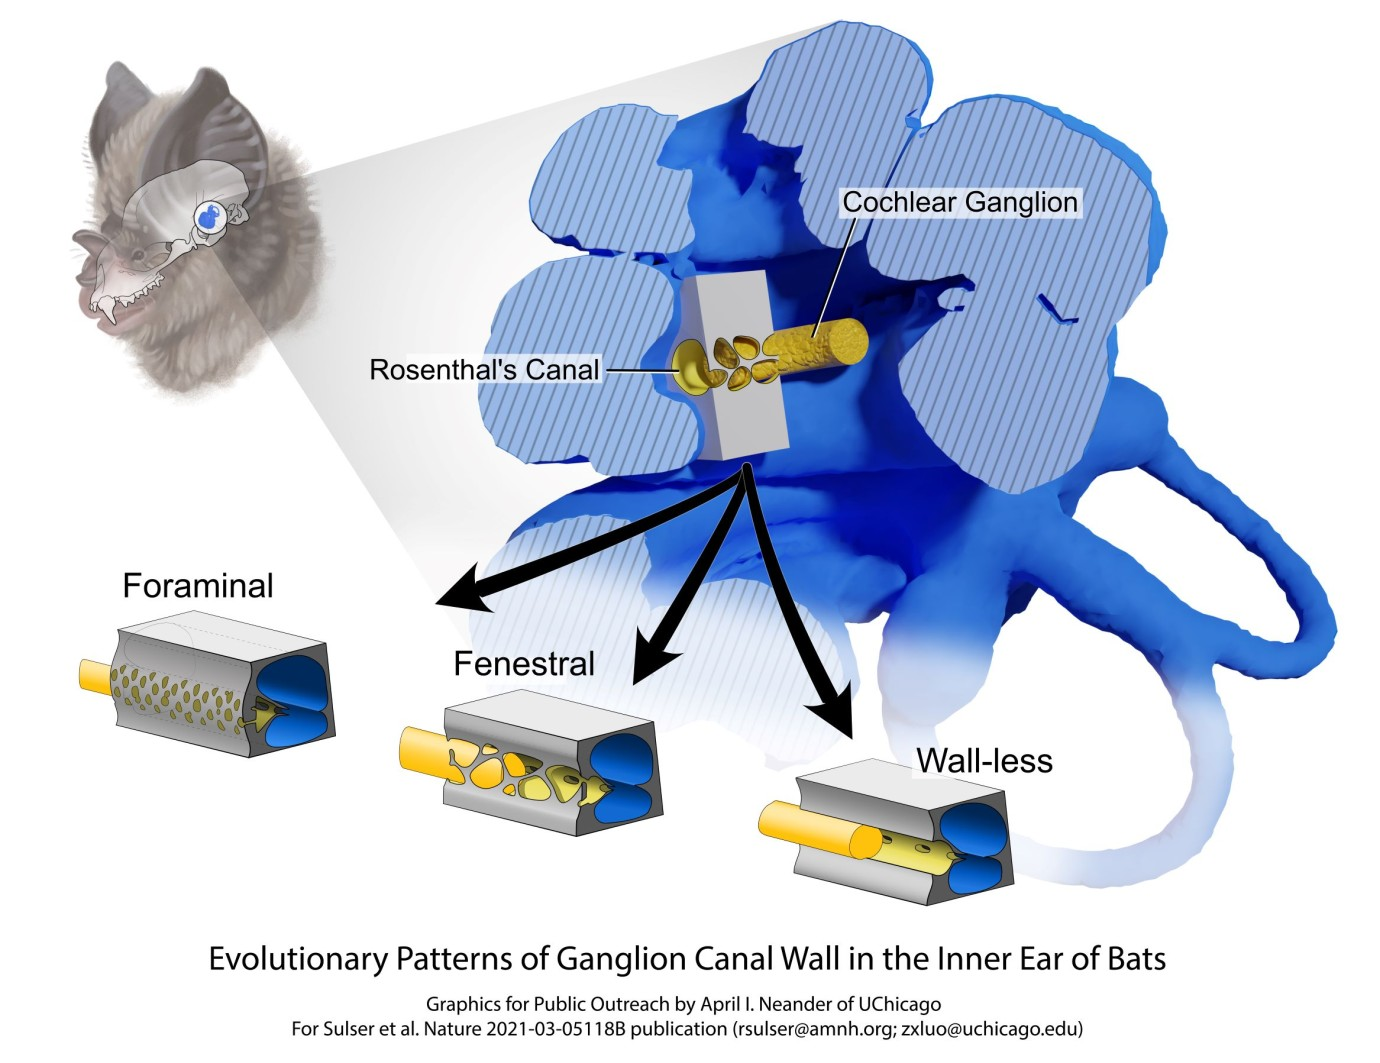 Cochlear Ganglion
Rosenthal's Canal
Foraminal
Fenestral
Wall-less
Evolutionary Patterns of Ganglion Canal Wall in the Inner Ear of Bats
Graphics for Public Outreach by April I. Neander of UChicago
For Sulser et al. Nature 2021-03-05118B publication (rsulser@amnh.org; zxluo@uchicago.edu)